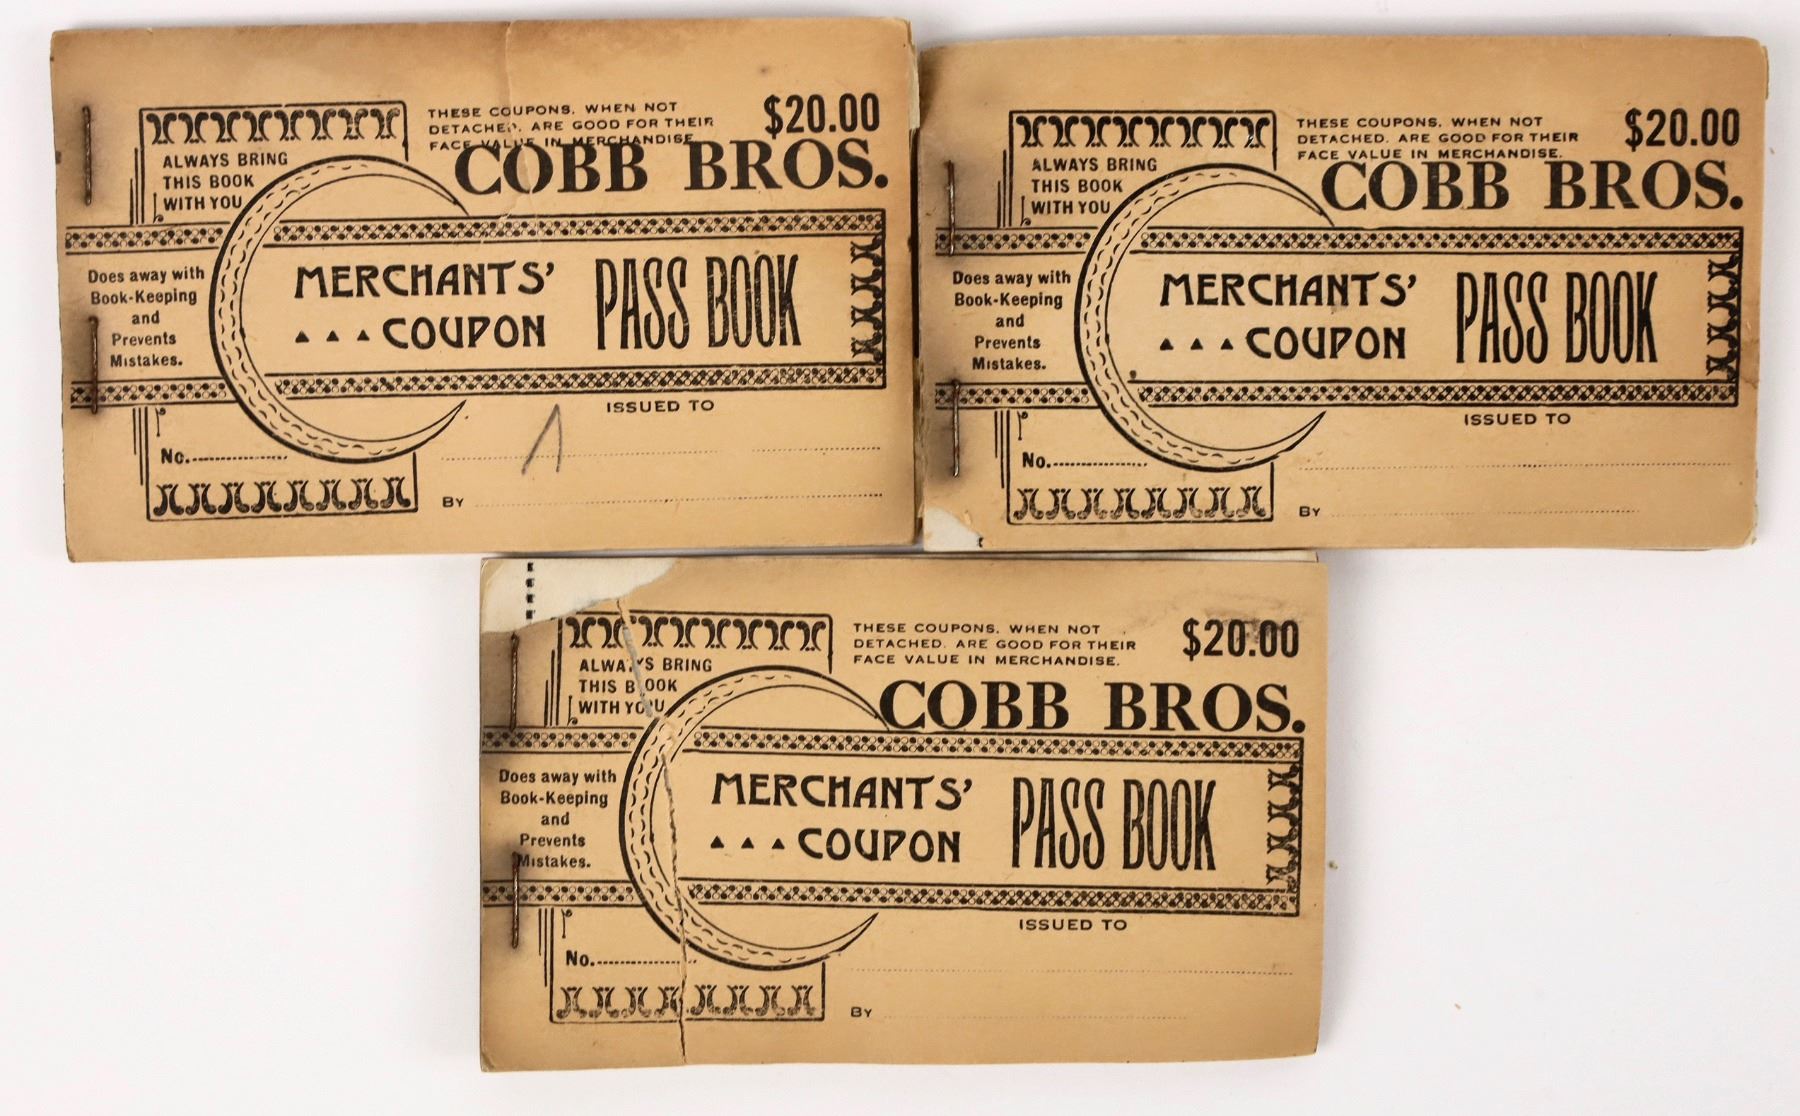 THESE COUPONS, WHEN NOT
DETACHED, ARE GOOD FOR THEIR
FACE VALUE IN MERCHANDISE.
$20.00
COBB BROS.
ALWAYS BRING
THIS BOOK
WITH YOU
Does away with
Book-Keeping
and
Prevents
Mistakes.
MERCHANTS'
COUPON
PASS BOOK
ISSUED TO
No.
BY
THESE COUPONS, WHEN NOT
DETACHED, ARE GOOD FOR THEIR
FACE VALUE IN MERCHANDISE.
$20.00
COBB BROS.
ALWAYS BRING
THIS BOOK
WITH YOU
Does away with
Book-Keeping
and
Prevents
Mistakes.
MERCHANTS'
COUPON
PASS BOOK
ISSUED TO
No.
BY
THESE COUPONS, WHEN NOT
DETACHED, ARE GOOD FOR THEIR
FACE VALUE IN MERCHANDISE.
$20.00
COBB BROS.
ALWAYS BRING
THIS BOOK
WITH YOU
Does away with
Book-Keeping
and
Prevents
Mistakes.
MERCHANTS'
COUPON
PASS BOOK
ISSUED TO
No.
BY